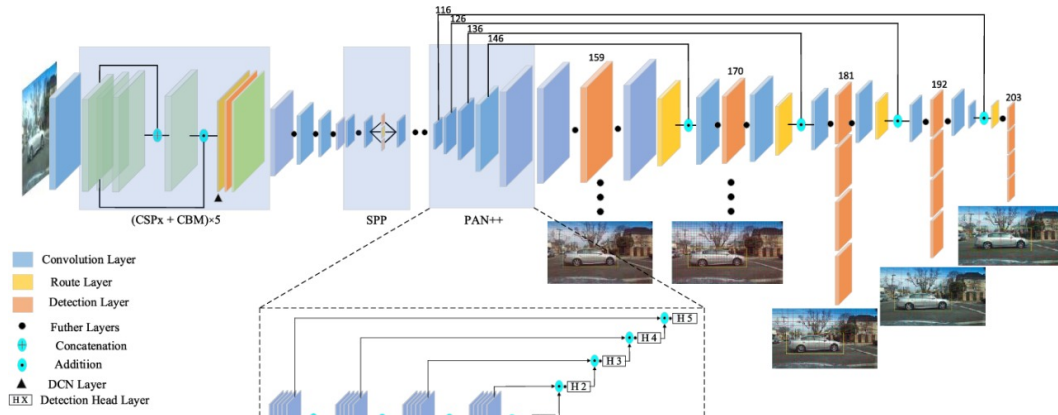 116
126
136
146
159
170
181
192
203
(CSPx + CBM)×5
SPP
PAN++
Convolution Layer
Route Layer
Detection Layer
Futher Layers
Concatenation
Additiion
DCN Layer
H X Detection Head Layer
H 5
H 4
H 3
H 2